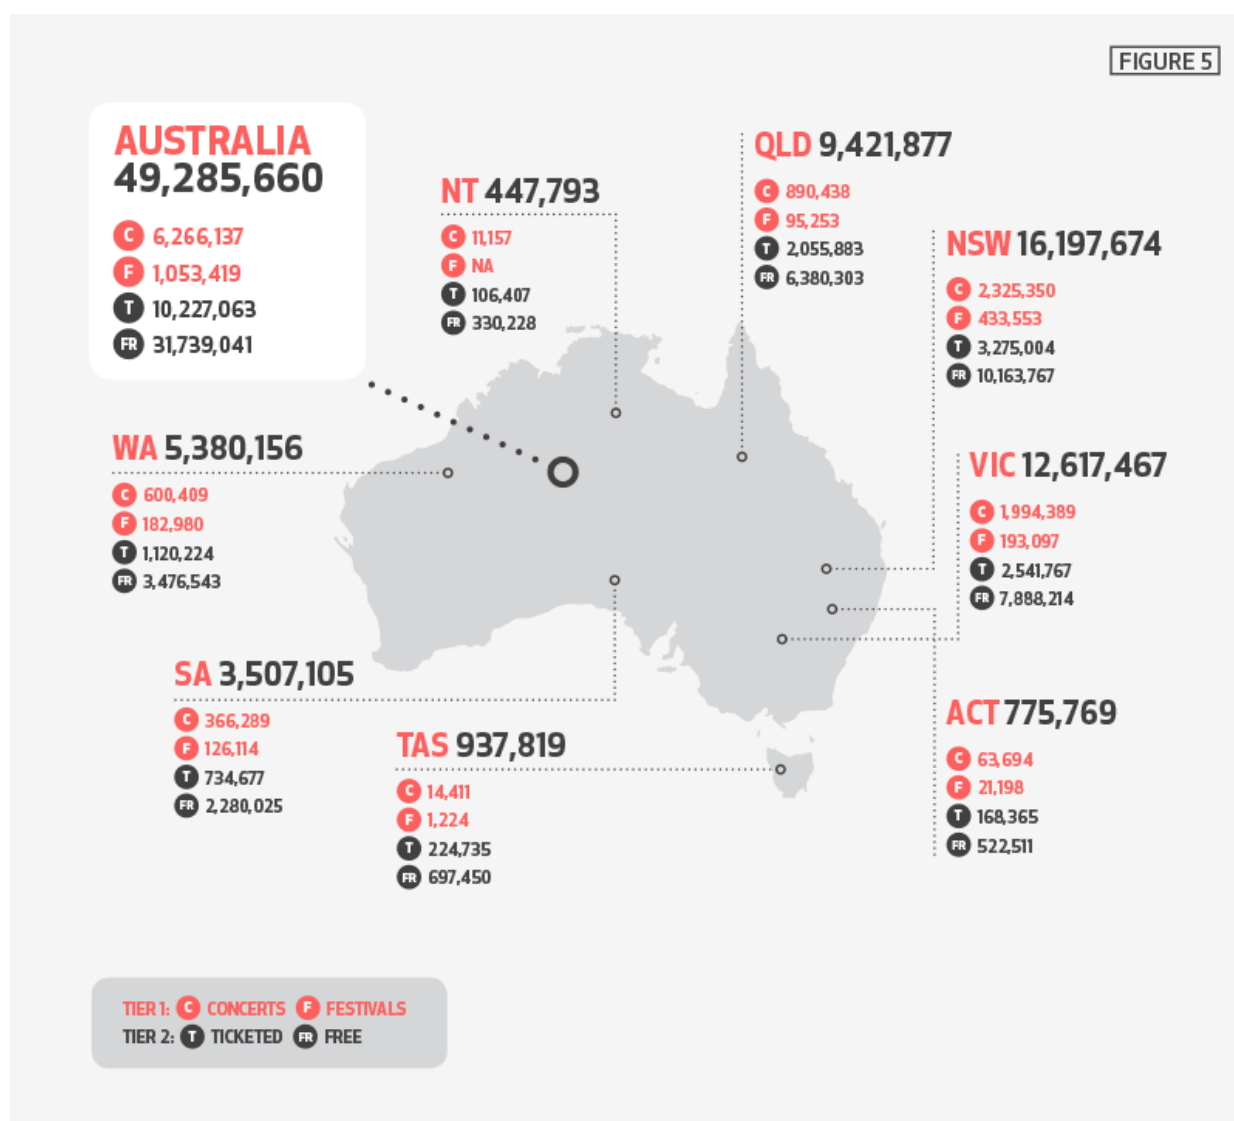 FIGURE 5
AUSTRALIA
49,285,660
C 6,266,137
F 1,053,419
T 10,227,063
FR 31,739,041
NT 447,793
C 11,157
F NA
T 106,407
FR 330,228
QLD 9,421,877
C 890,438
F 95,253
T 2,055,883
FR 6,380,303
NSW 16,197,674
C 2,325,350
F 433,553
T 3,275,004
FR 10,163,767
WA 5,380,156
C 600,409
F 182,980
T 1,120,224
FR 3,476,543
VIC 12,617,467
C 1,994,389
F 193,097
T 2,541,767
FR 7,888,214
SA 3,507,105
C 366,289
F 126,114
T 734,677
FR 2,280,025
TAS 937,819
C 14,411
F 1,224
T 224,735
FR 697,450
ACT 775,769
C 63,694
F 21,198
T 168,365
FR 522,511
TIER 1: C CONCERTS F FESTIVALS
TIER 2: T TICKETED FR FREE